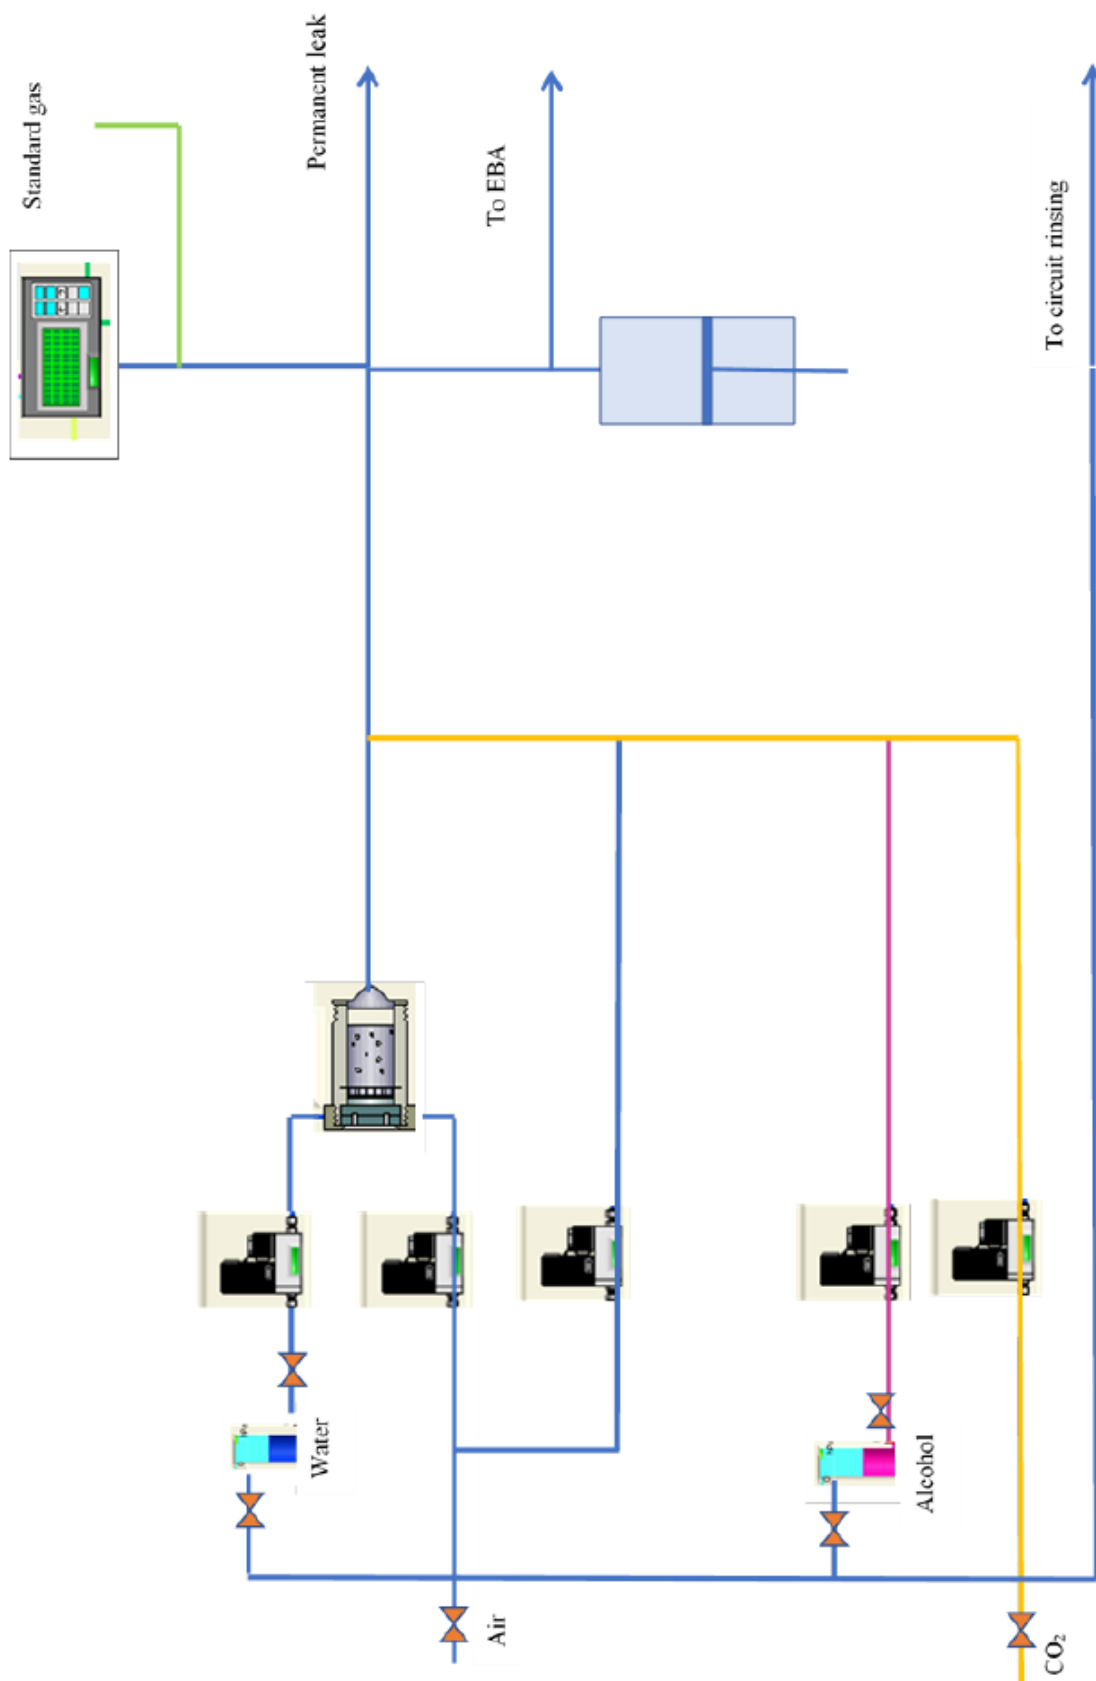 Standard gas
Permanent leak
To EBA
To circuit rinsing
Water
Air
Alcohol
CO₂